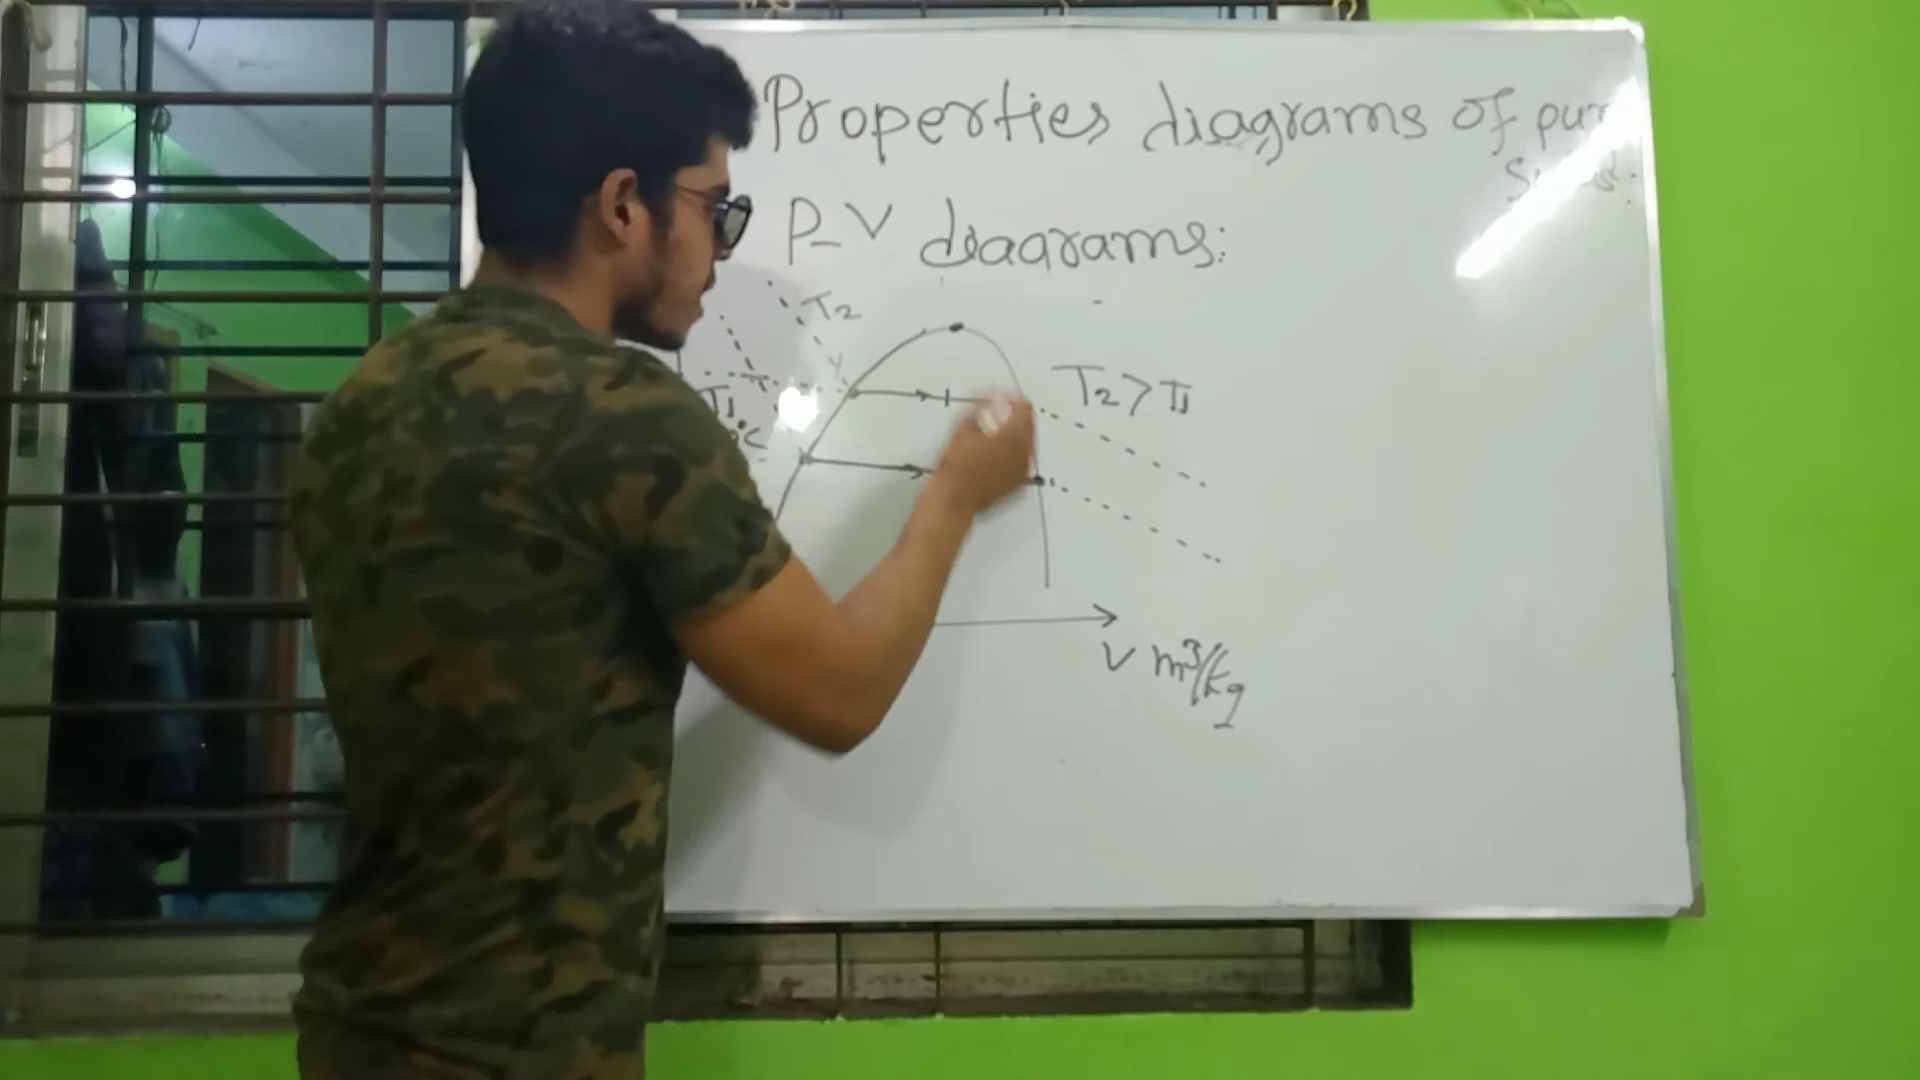 Properties diagrams of pur
P-V diagrams:
T2
T2 > T1
T1
°C
V m³/kg